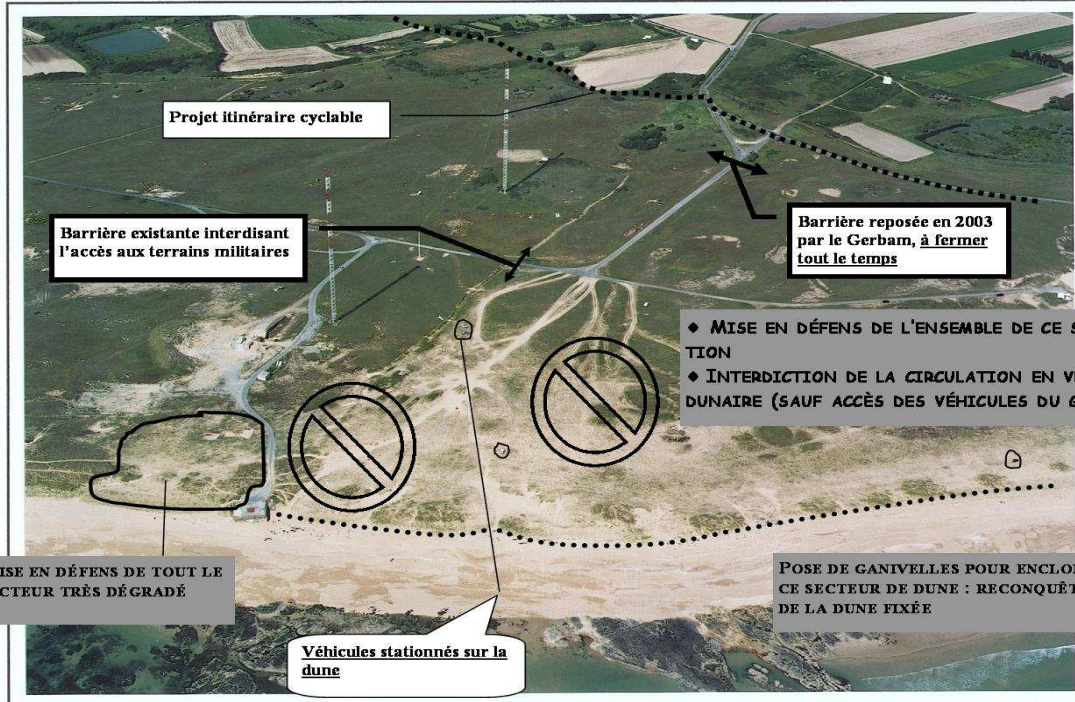 Projet itinéraire cyclable
Barrière existante interdisant
l'accès aux terrains militaires
Barrière reposée en 2003
par le Gerbam, à fermer
tout le temps
♦ MISE EN DÉFENS DE L'ENSEMBLE DE CE S
TION
♦ INTERDICTION DE LA CIRCULATION EN V
DUNAIRE (SAUF ACCÈS DES VÉHICULES DU G
ISE EN DÉFENS DE TOUT LE
CTEUR TRÈS DÉGRADÉ
POSE DE GANIVELLES POUR ENCLO
CE SECTEUR DE DUNE : RECONQUÊT
DE LA DUNE FIXÉE
Véhicules stationnés sur la
dune